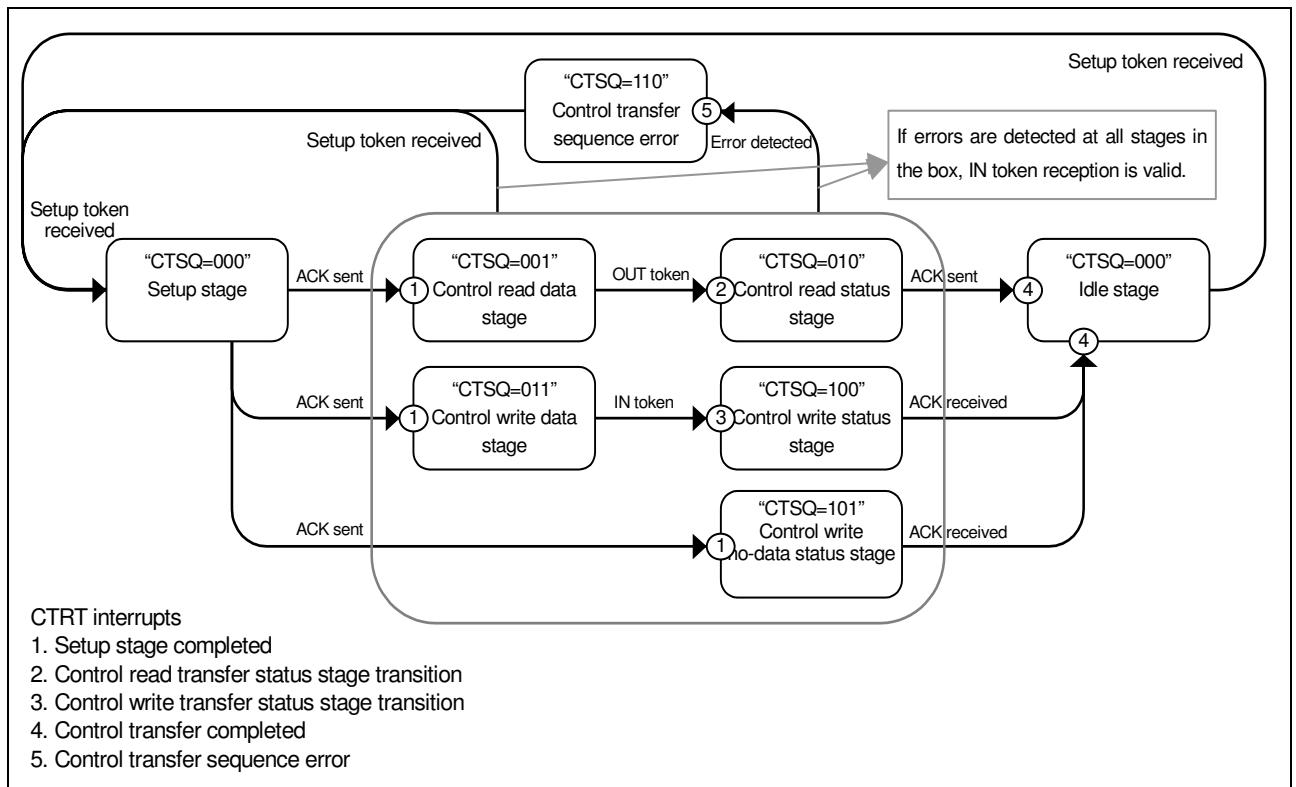 Setup token received
“CTSQ=110”
Control transfer
sequence error
5
Setup token received
Error detected
If errors are detected at all stages in
the box, IN token reception is valid.
Setup token
received
“CTSQ=000”
Setup stage
ACK sent
1
“CTSQ=001”
Control read data
stage
OUT token
2
“CTSQ=010”
Control read status
stage
ACK sent
4
“CTSQ=000”
Idle stage
4
ACK sent
1
“CTSQ=011”
Control write data
stage
IN token
3
“CTSQ=100”
Control write status
stage
ACK received
ACK sent
1
“CTSQ=101”
Control write
no-data status stage
ACK received
CTRT interrupts
1. Setup stage completed
2. Control read transfer status stage transition
3. Control write transfer status stage transition
4. Control transfer completed
5. Control transfer sequence error